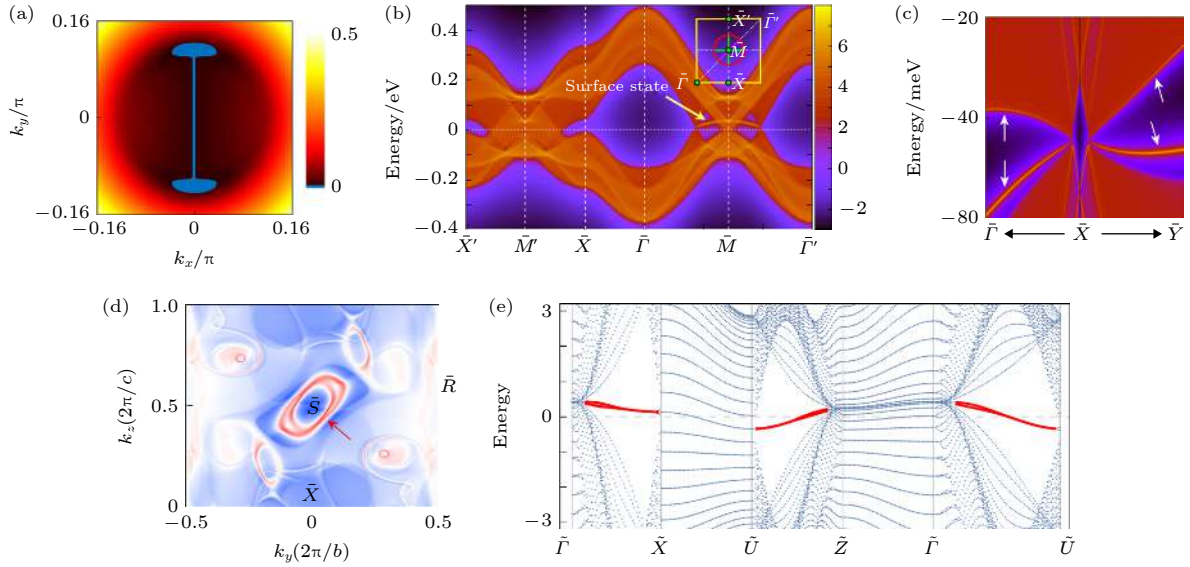 (a)
0.16
0
−0.16
k_y/π
−0.16
0
0.16
k_x/π
0.5
0
(b)
Energy/eV
0.4
0.2
0
−0.2
−0.4
X̄′
M̄′
X̄
Γ̄
M̄
Γ̄′
Surface state
X̄′
Γ̄′
M̄
Γ̄
X̄
6
4
2
0
−2
(c)
Energy/meV
−20
−40
−60
−80
Γ̄
X̄
Ȳ
(d)
k_z(2π/c)
1.0
0.5
0
S̄
X̄
R̄
−0.5
0
0.5
k_y(2π/b)
(e)
Energy
3
0
−3
Γ̃
X̃
Ũ
Z̃
Γ̃
Ũ